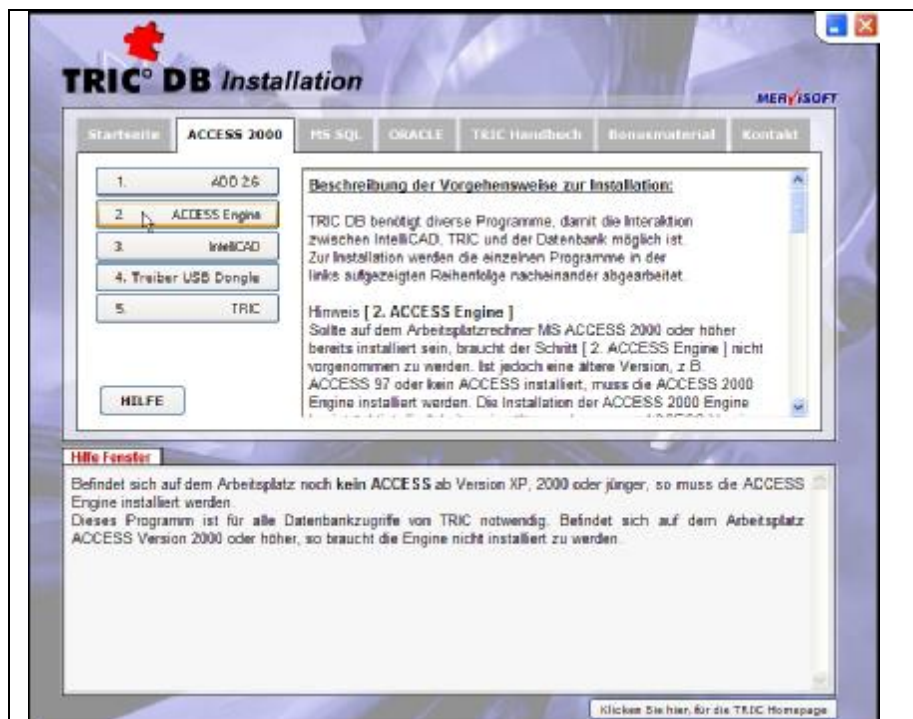 TRIC° DB Installation
MERViSOFT
Startseite
ACCESS 2000
MS SQL
ORACLE
TRIC Handbuch
Bonusmaterial
Kontakt
1. ADO 2.6
2. ACCESS Engine
3. IntelliCAD
4. Treiber USB Dongle
5. TRIC
HILFE
Beschreibung der Vorgehensweise zur Installation:
TRIC DB benötigt diverse Programme, damit die Interaktion
zwischen IntelliCAD, TRIC und der Datenbank möglich ist.
Zur Installation werden die einzelnen Programme in der
links aufgezeigten Reihenfolge nacheinander abgearbeitet.
Hinweis [ 2. ACCESS Engine ]
Sollte auf dem Arbeitsplatzrechner MS ACCESS 2000 oder höher
bereits installiert sein, braucht der Schritt [ 2. ACCESS Engine ] nicht
vorgenommen zu werden. Ist jedoch eine ältere Version, z.B.
ACCESS 97 oder kein ACCESS installiert, muss die ACCESS 2000
Engine installiert werden. Die Installation der ACCESS 2000 Engine
Hilfe Fenster
Befindet sich auf dem Arbeitsplatz noch kein ACCESS ab Version XP, 2000 oder jünger, so muss die ACCESS
Engine installiert werden.
Dieses Programm ist für alle Datenbankzugriffe von TRIC notwendig. Befindet sich auf dem Arbeitsplatz
ACCESS Version 2000 oder höher, so braucht die Engine nicht installiert zu werden.
Klicken Sie hier, für die TRIC Homepage